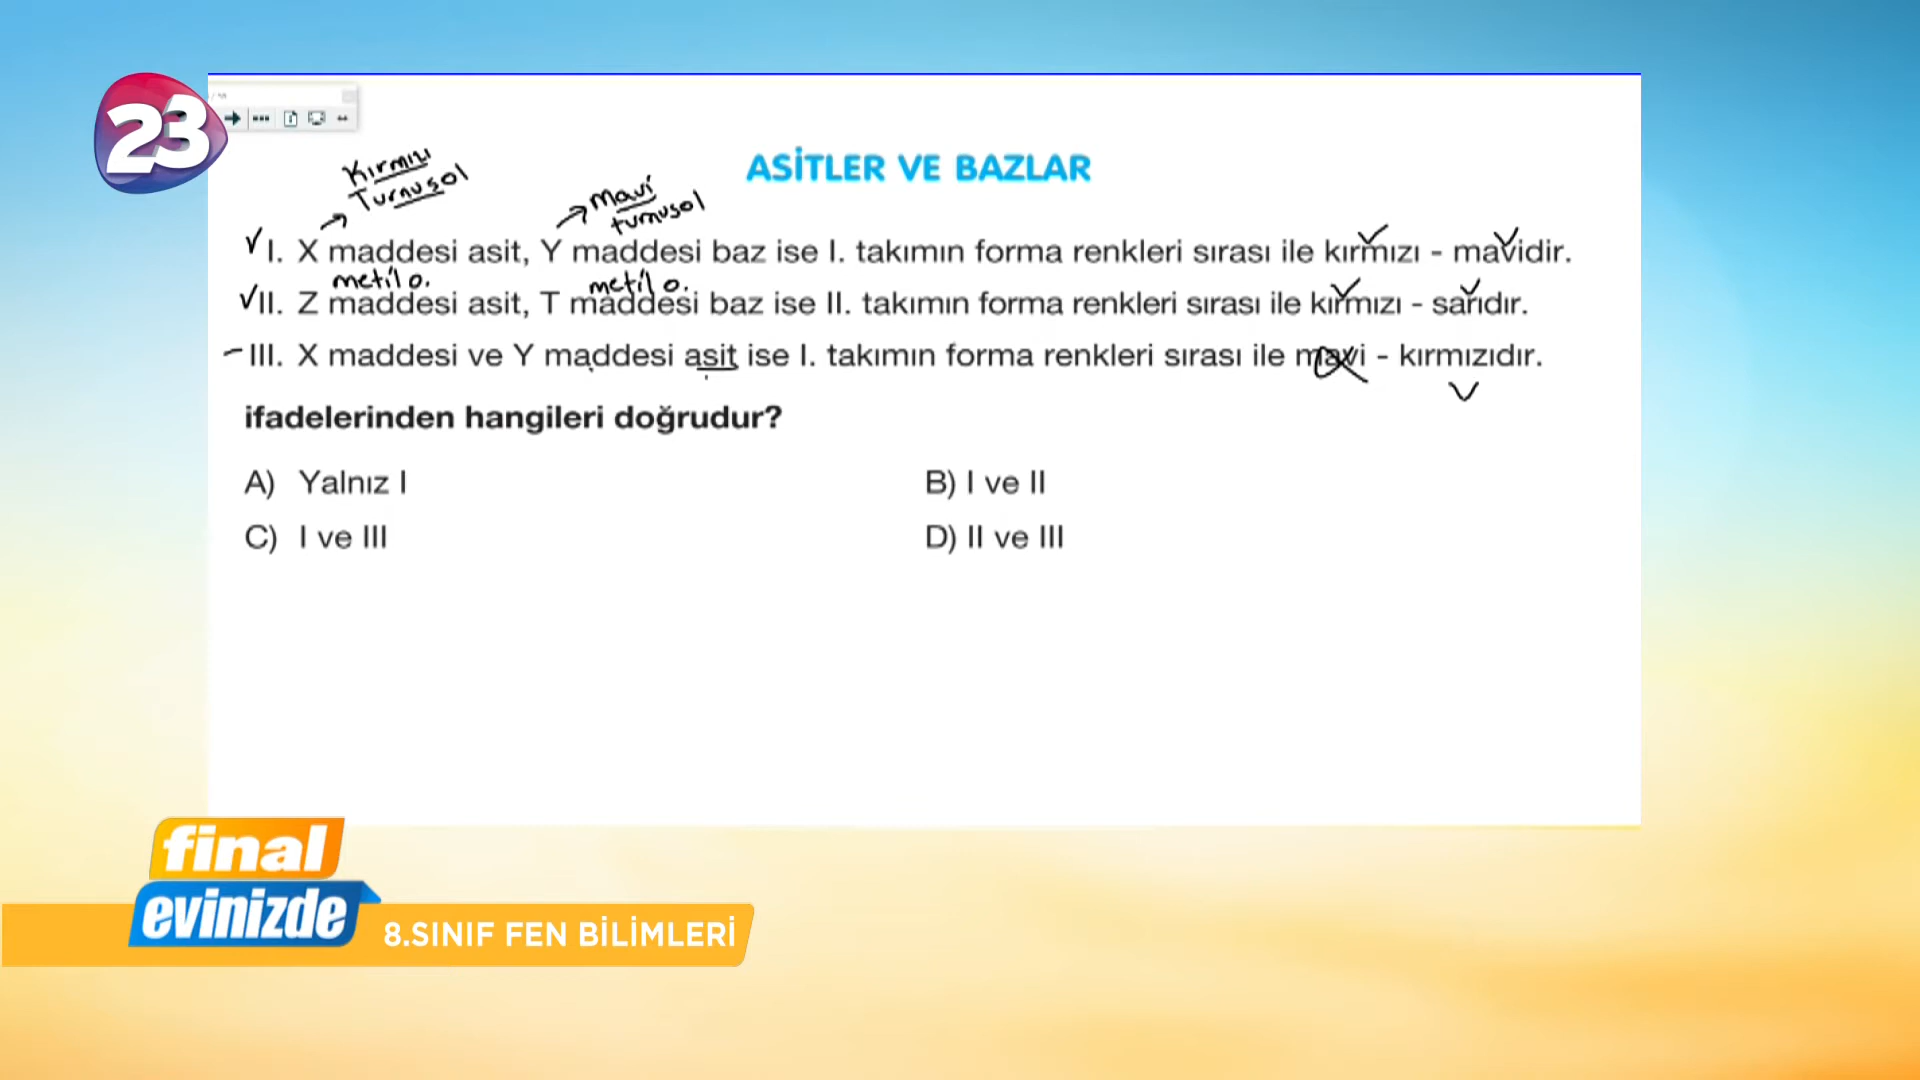 23
ASİTLER VE BAZLAR
Kırmızı
Turnusol
Mavi
turnusol
I. X maddesi asit, Y maddesi baz ise I. takımın forma renkleri sırası ile kırmızı - mavidir.
metil o. metil o.
II. Z maddesi asit, T maddesi baz ise II. takımın forma renkleri sırası ile kırmızı - sarıdır.
III. X maddesi ve Y maddesi asit ise I. takımın forma renkleri sırası ile mavi - kırmızıdır.
ifadelerinden hangileri doğrudur?
A) Yalnız I B) I ve II
C) I ve III D) II ve III
final
evinizde
8.SINIF FEN BİLİMLERİ